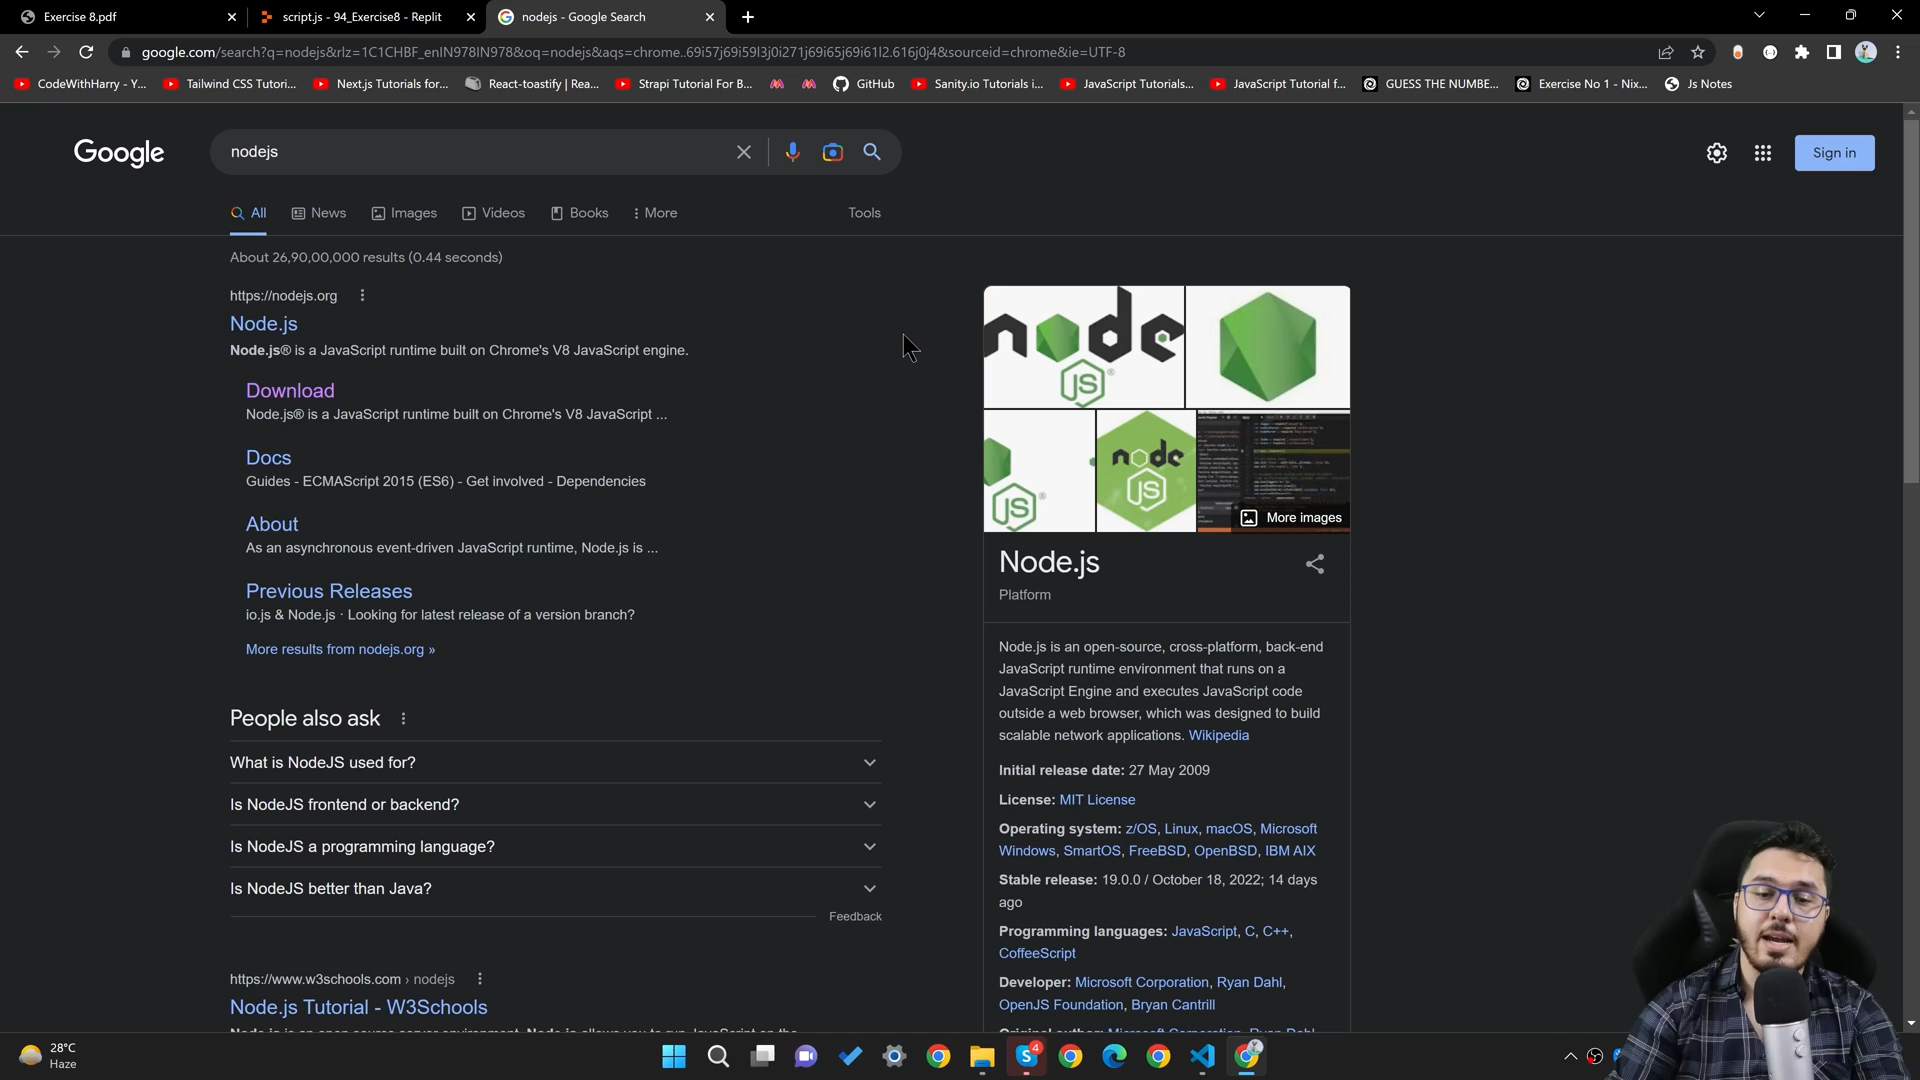 Exercise 8.pdf
script.js - 94_Exercise8 - Replit
nodejs - Google Search
google.com/search?q=nodejs&rlz=1C1CHBF_enIN978IN978&oq=nodejs&aqs=chrome..69i57j69i59l3j0i271j69i65j69i61l2.616j0j4&sourceid=chrome&ie=UTF-8
CodeWithHarry - Y...
Tailwind CSS Tutori...
Next.js Tutorials for...
React-toastify | Rea...
Strapi Tutorial For B...
GitHub
Sanity.io Tutorials i...
JavaScript Tutorials...
JavaScript Tutorial f...
GUESS THE NUMBE...
Exercise No 1 - Nix...
Js Notes
Google
nodejs
Sign in
All
News
Images
Videos
Books
More
Tools
About 26,90,00,000 results (0.44 seconds)
https://nodejs.org
Node.js
Node.js® is a JavaScript runtime built on Chrome's V8 JavaScript engine.
Download
Node.js® is a JavaScript runtime built on Chrome's V8 JavaScript ...
Docs
Guides - ECMAScript 2015 (ES6) - Get involved - Dependencies
About
As an asynchronous event-driven JavaScript runtime, Node.js is ...
Previous Releases
io.js & Node.js · Looking for latest release of a version branch?
More results from nodejs.org »
People also ask
What is NodeJS used for?
Is NodeJS frontend or backend?
Is NodeJS a programming language?
Is NodeJS better than Java?
Feedback
https://www.w3schools.com › nodejs
Node.js Tutorial - W3Schools
node
JS
JS
node
JS
More images
Node.js
Platform
Node.js is an open-source, cross-platform, back-end
JavaScript runtime environment that runs on a
JavaScript Engine and executes JavaScript code
outside a web browser, which was designed to build
scalable network applications. Wikipedia
Initial release date: 27 May 2009
License: MIT License
Operating system: z/OS, Linux, macOS, Microsoft
Windows, SmartOS, FreeBSD, OpenBSD, IBM AIX
Stable release: 19.0.0 / October 18, 2022; 14 days
ago
Programming languages: JavaScript, C, C++,
CoffeeScript
Developer: Microsoft Corporation, Ryan Dahl,
OpenJS Foundation, Bryan Cantrill
28°C
Haze
S
4